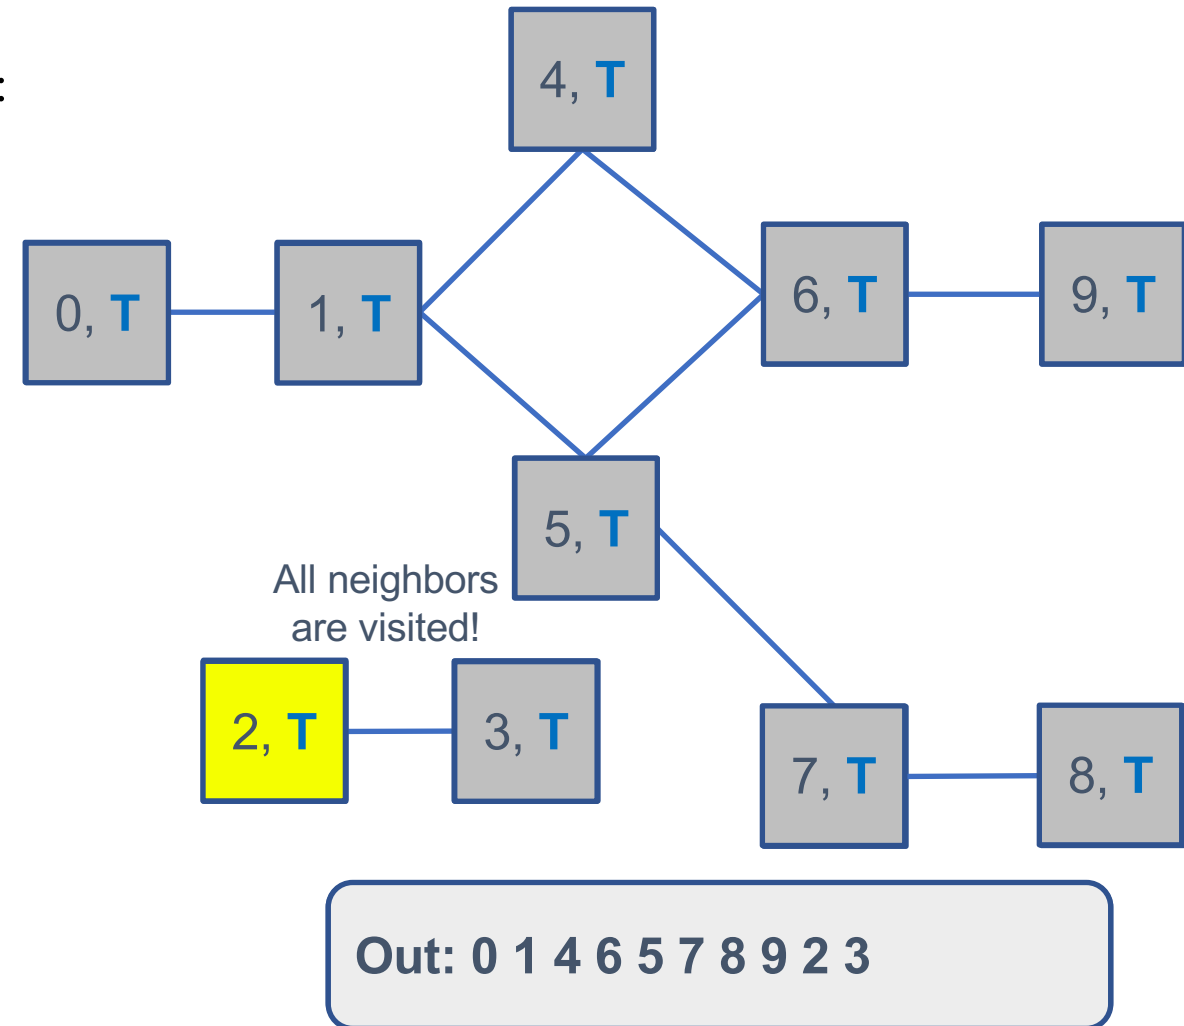 :
4, T
0, T
1, T
6, T
9, T
5, T
All neighbors
are visited!
2, T
3, T
7, T
8, T
Out: 0 1 4 6 5 7 8 9 2 3